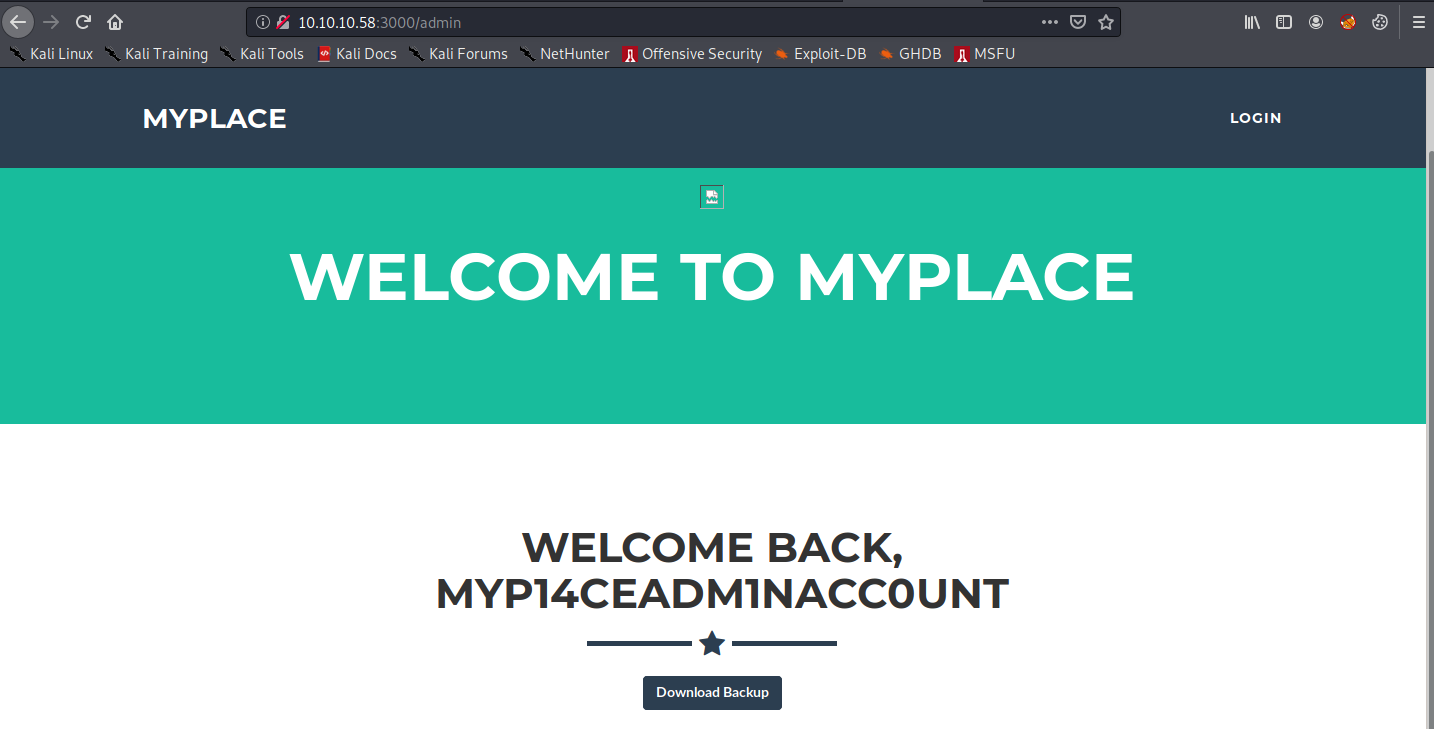 10.10.10.58:3000/admin
Kali Linux Kali Training Kali Tools Kali Docs Kali Forums NetHunter Offensive Security Exploit-DB GHDB MSFU
MYPLACE LOGIN
WELCOME TO MYPLACE
WELCOME BACK,
MYP14CEADM1NACC0UNT
Download Backup